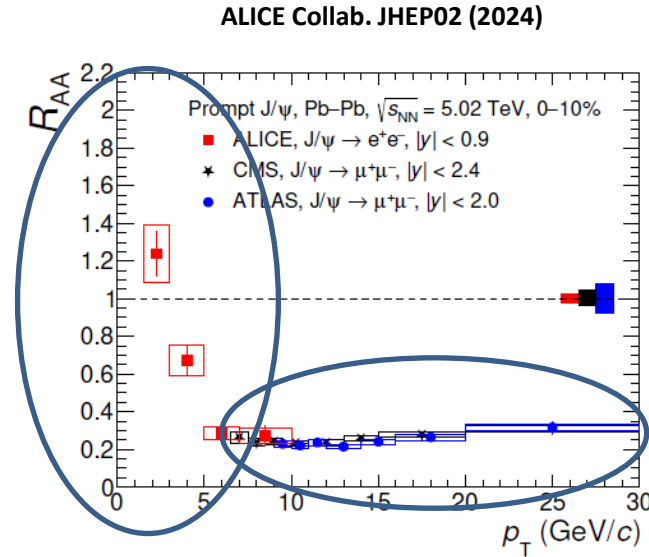 ALICE Collab. JHEP02 (2024)
R_AA
2.2
2
1.8
1.6
1.4
1.2
1
0.8
0.6
0.4
0.2
0
Prompt J/ψ, Pb–Pb, √s_NN = 5.02 TeV, 0–10%
ALICE, J/ψ → e⁺e⁻, |y| < 0.9
CMS, J/ψ → μ⁺μ⁻, |y| < 2.4
ATLAS, J/ψ → μ⁺μ⁻, |y| < 2.0
0 5 10 15 20 25 30
p_T (GeV/c)